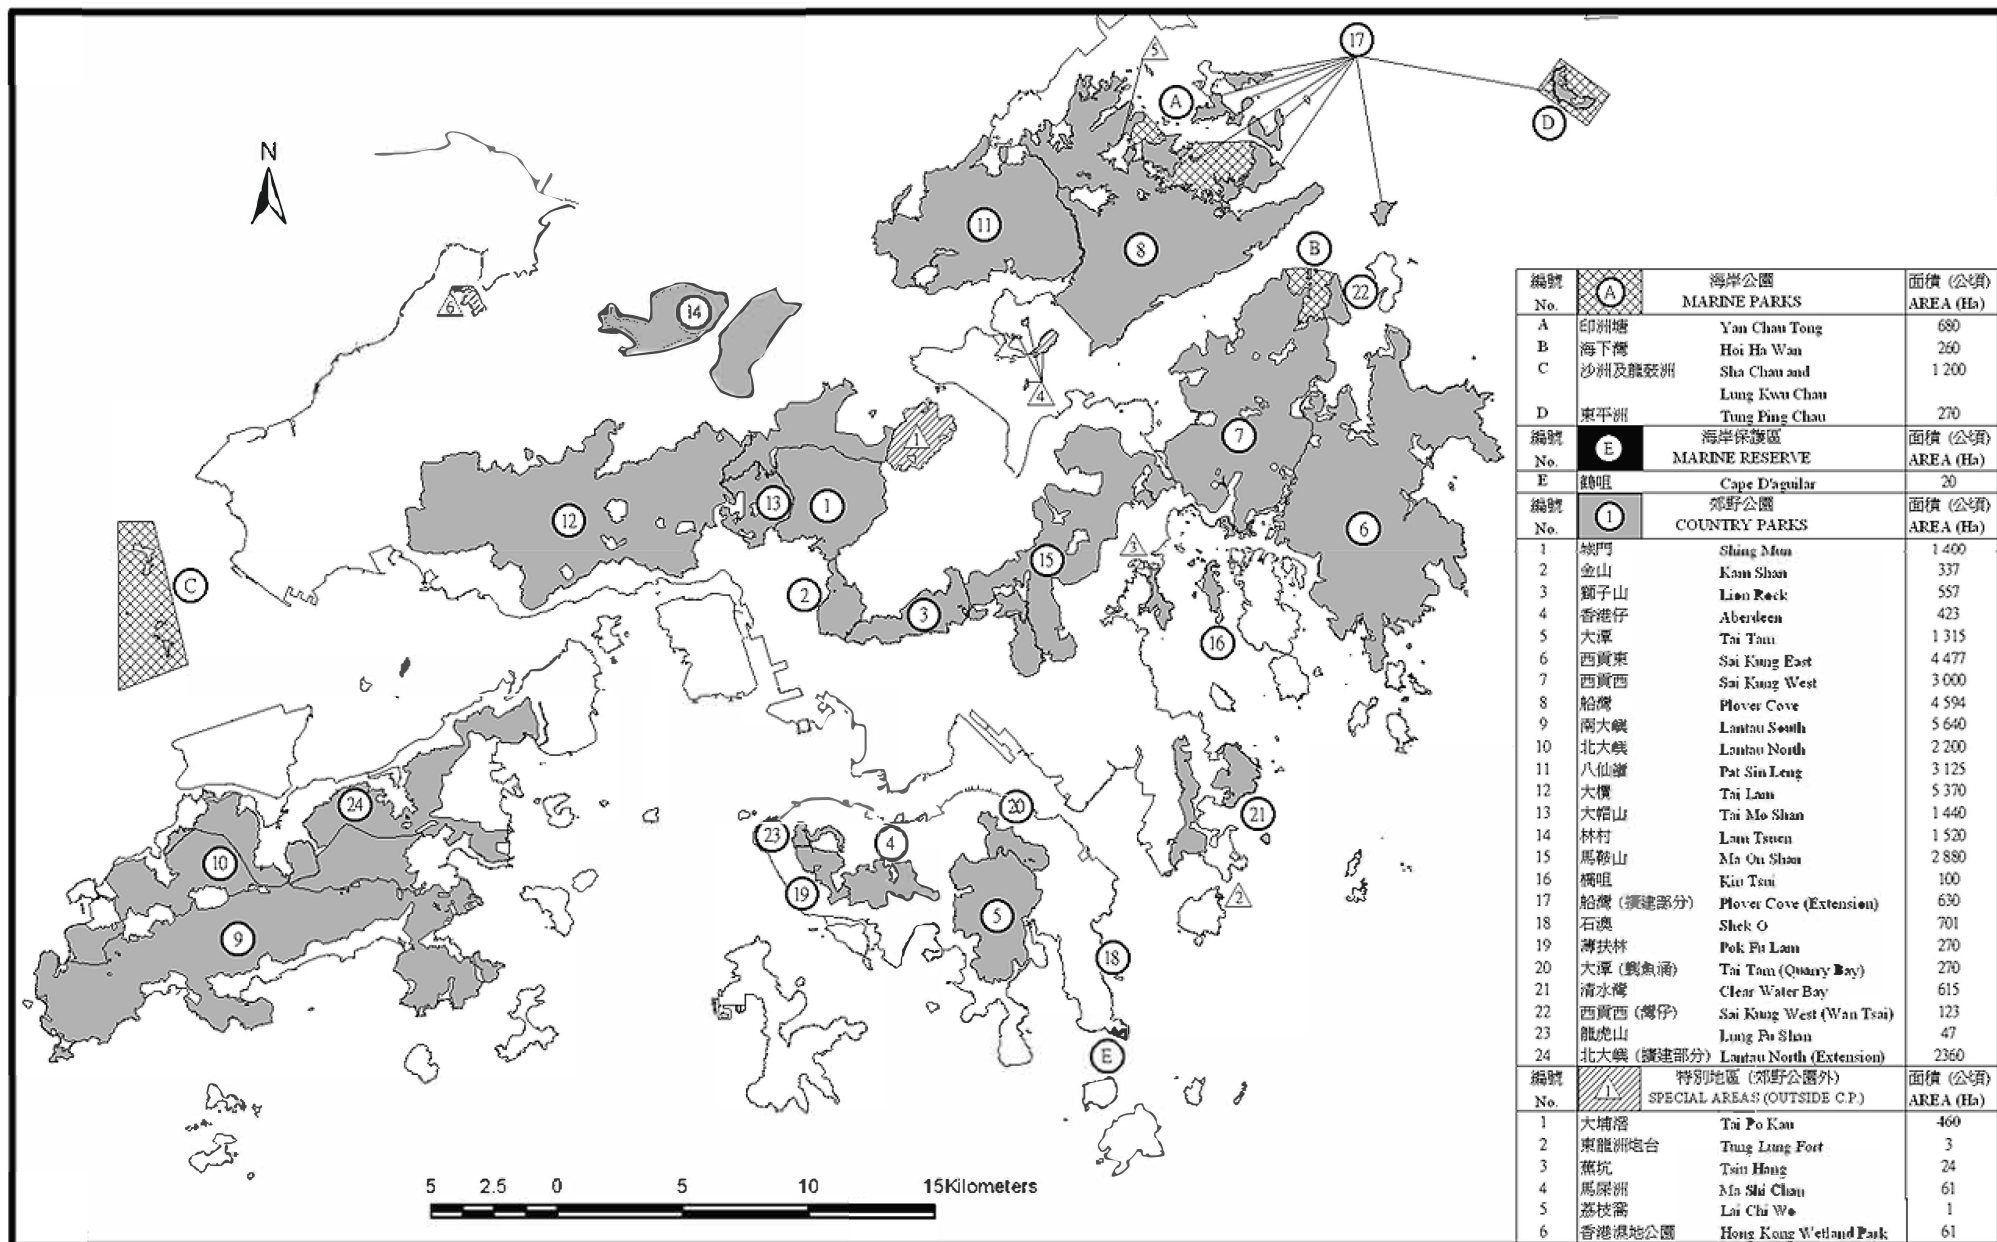 N
17
5
A
D
11
8
B
22
6
14
4
1
7
12
13
1
6
15
3
C
2
3
16
24
20
23
4
21
10
19
2
5
9
18
E
5 2.5 0 5 10 15Kilometers
編號 海岸公園 面積 (公頃)
No. A MARINE PARKS AREA (Ha)
A 印洲塘 Yan Chau Tong 680
B 海下灣 Hoi Ha Wan 260
C 沙洲及龍鼓洲 Sha Chau and 1 200
Lung Kwu Chau
D 東平洲 Tung Ping Chau 270
編號 海岸保護區 面積 (公頃)
No. E MARINE RESERVE AREA (Ha)
E 鶴咀 Cape D'aguilar 20
編號 郊野公園 面積 (公頃)
No. 1 COUNTRY PARKS AREA (Ha)
1 城門 Shing Mun 1 400
2 金山 Kam Shan 337
3 獅子山 Lion Rock 557
4 香港仔 Aberdeen 423
5 大潭 Tai Tam 1 315
6 西貢東 Sai Kung East 4 477
7 西貢西 Sai Kung West 3 000
8 船灣 Plover Cove 4 594
9 南大嶼 Lantau South 5 640
10 北大嶼 Lantau North 2 200
11 八仙嶺 Pat Sin Leng 3 125
12 大欖 Tai Lam 5 370
13 大帽山 Tai Mo Shan 1 440
14 林村 Lam Tsuen 1 520
15 馬鞍山 Ma On Shan 2 880
16 橋咀 Kiu Tsui 100
17 船灣 (擴建部分) Plover Cove (Extension) 630
18 石澳 Shek O 701
19 薄扶林 Pok Fu Lam 270
20 大潭 (鰂魚涌) Tai Tam (Quarry Bay) 270
21 清水灣 Clear Water Bay 615
22 西貢西 (灣仔) Sai Kung West (Wan Tsai) 123
23 龍虎山 Lung Fu Shan 47
24 北大嶼 (擴建部分) Lantau North (Extension) 2360
編號 特別地區 (郊野公園外) 面積 (公頃)
No. 1 SPECIAL AREAS (OUTSIDE C.P.) AREA (Ha)
1 大埔滘 Tai Po Kau 460
2 東龍洲炮台 Tung Lung Fort 3
3 蕉坑 Tsiu Hang 24
4 馬屎洲 Ma Shi Chau 61
5 荔枝窩 Lai Chi Wo 1
6 香港濕地公園 Hong Kong Wetland Park 61